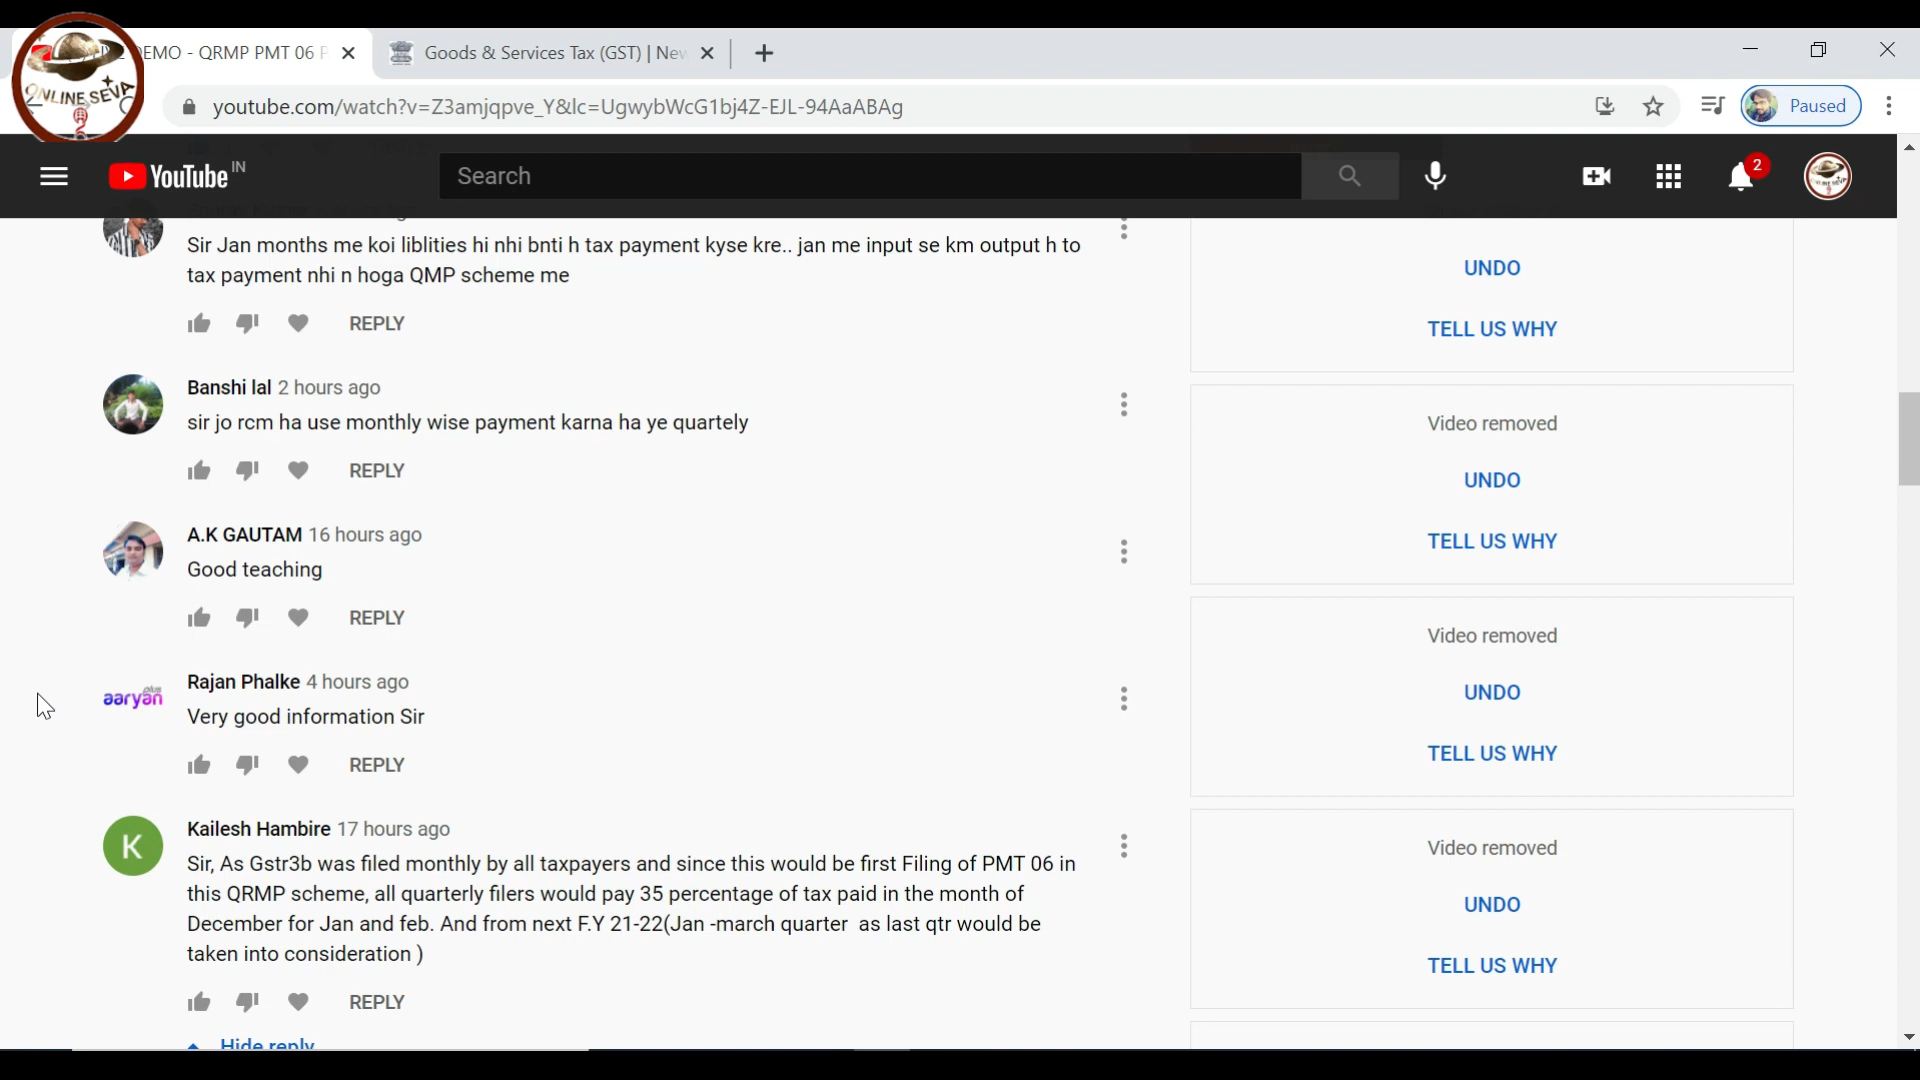 DEMO - QRMP PMT 06 P
Goods & Services Tax (GST) | New
ONLINE SEVA
youtube.com/watch?v=Z3amjqpve_Y&lc=UgwybWcG1bj4Z-EJL-94AaABAg
Paused
YouTube IN
Search
2
Sir Jan months me koi liblities hi nhi bnti h tax payment kyse kre.. jan me input se km output h to
tax payment nhi n hoga QMP scheme me
REPLY
UNDO
TELL US WHY
Banshi lal 2 hours ago
sir jo rcm ha use monthly wise payment karna ha ye quartely
REPLY
Video removed
UNDO
TELL US WHY
A.K GAUTAM 16 hours ago
Good teaching
REPLY
Video removed
UNDO
TELL US WHY
aaryan plus
Rajan Phalke 4 hours ago
Very good information Sir
REPLY
K
Kailesh Hambire 17 hours ago
Sir, As Gstr3b was filed monthly by all taxpayers and since this would be first Filing of PMT 06 in
this QRMP scheme, all quarterly filers would pay 35 percentage of tax paid in the month of
December for Jan and feb. And from next F.Y 21-22(Jan -march quarter as last qtr would be
taken into consideration )
REPLY
Hide reply
Video removed
UNDO
TELL US WHY